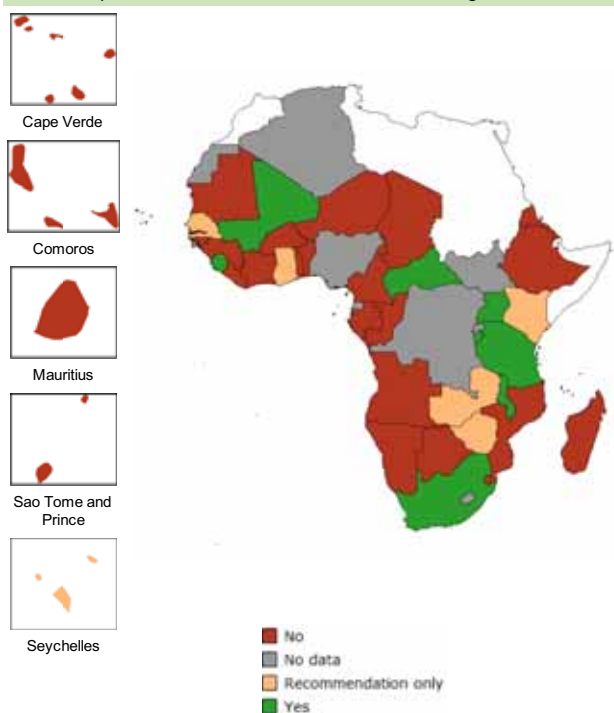 Cape Verde
Comoros
Mauritius
Sao Tome and
Prince
Seychelles
No
No data
Recommendation only
Yes